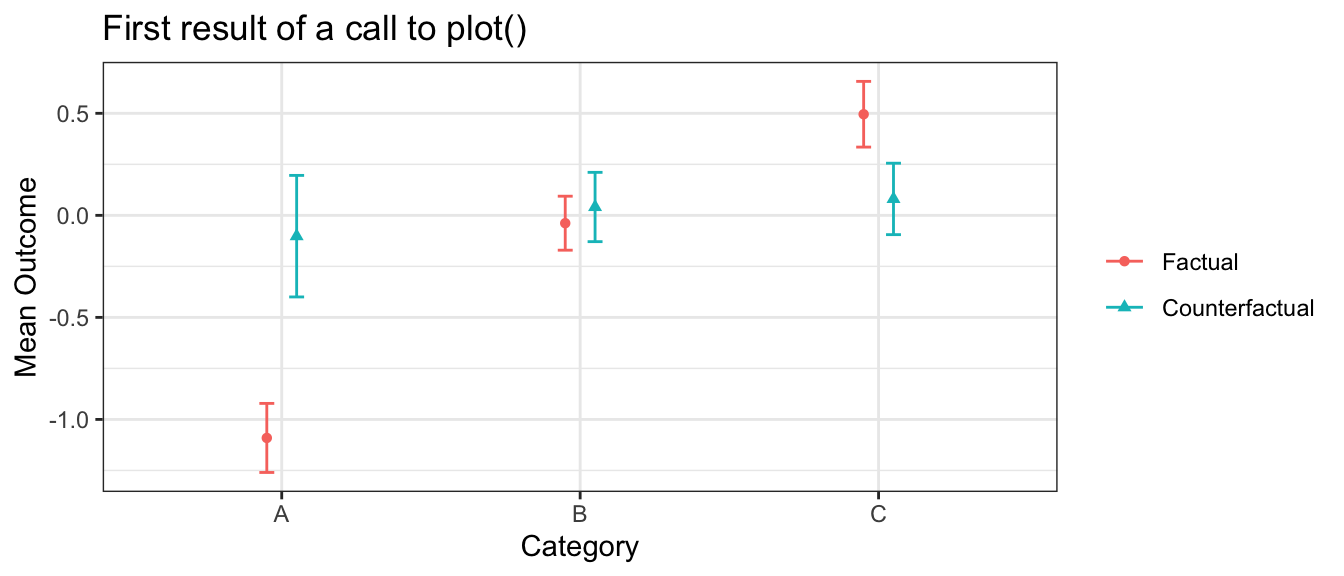 First result of a call to plot()
Mean Outcome
0.5
0.0
-0.5
-1.0
A B C
Category
Factual
Counterfactual